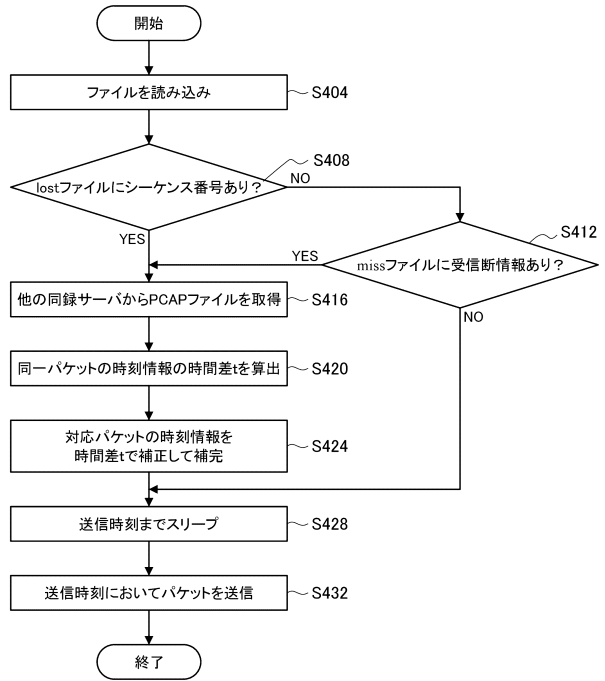 開始
ファイルを読み込み
S404
lostファイルにシーケンス番号あり？
S408
NO
YES
missファイルに受信断情報あり？
S412
YES
NO
他の同録サーバからPCAPファイルを取得
S416
同一パケットの時刻情報の時間差tを算出
S420
対応パケットの時刻情報を
時間差tで補正して補完
S424
送信時刻までスリープ
S428
送信時刻においてパケットを送信
S432
終了